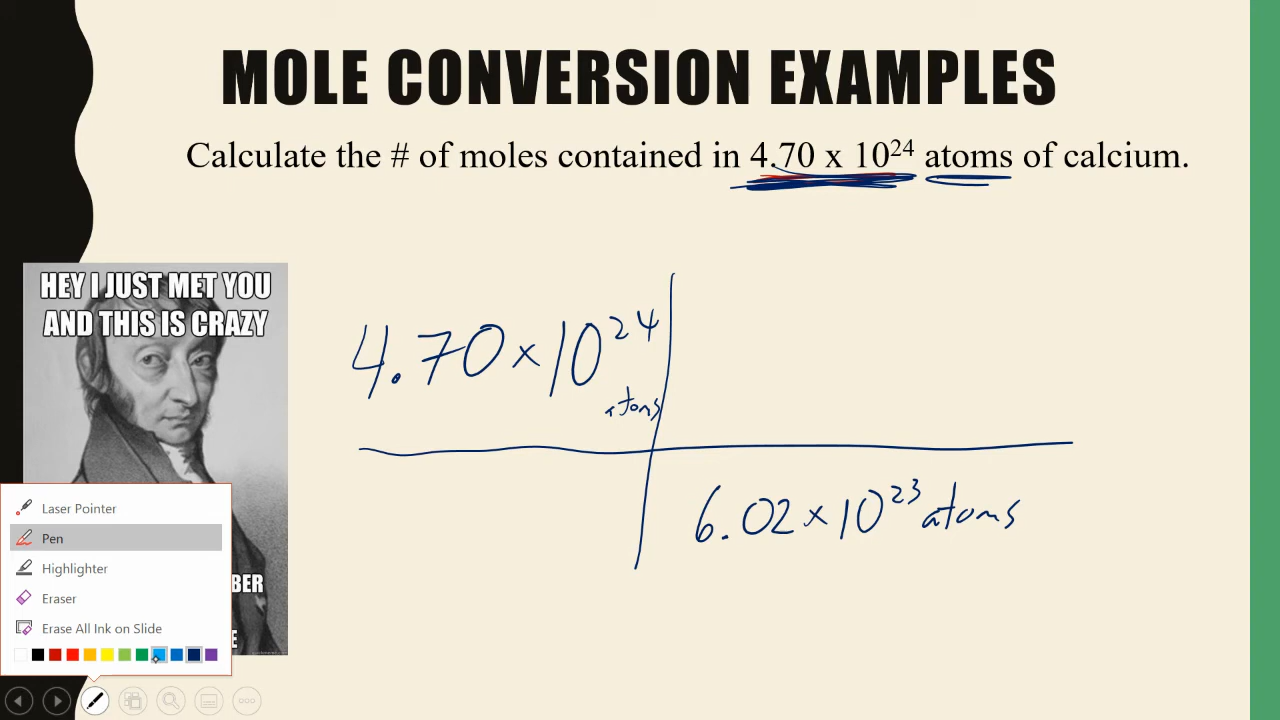 MOLE CONVERSION EXAMPLES
Calculate the # of moles contained in 4.70 x 10²⁴ atoms of calcium.
HEY I JUST MET YOU
AND THIS IS CRAZY
4.70 × 10²⁴
atoms
6.02 × 10²³ atoms
Laser Pointer
Pen
Highlighter
Eraser
Erase All Ink on Slide
BER
E